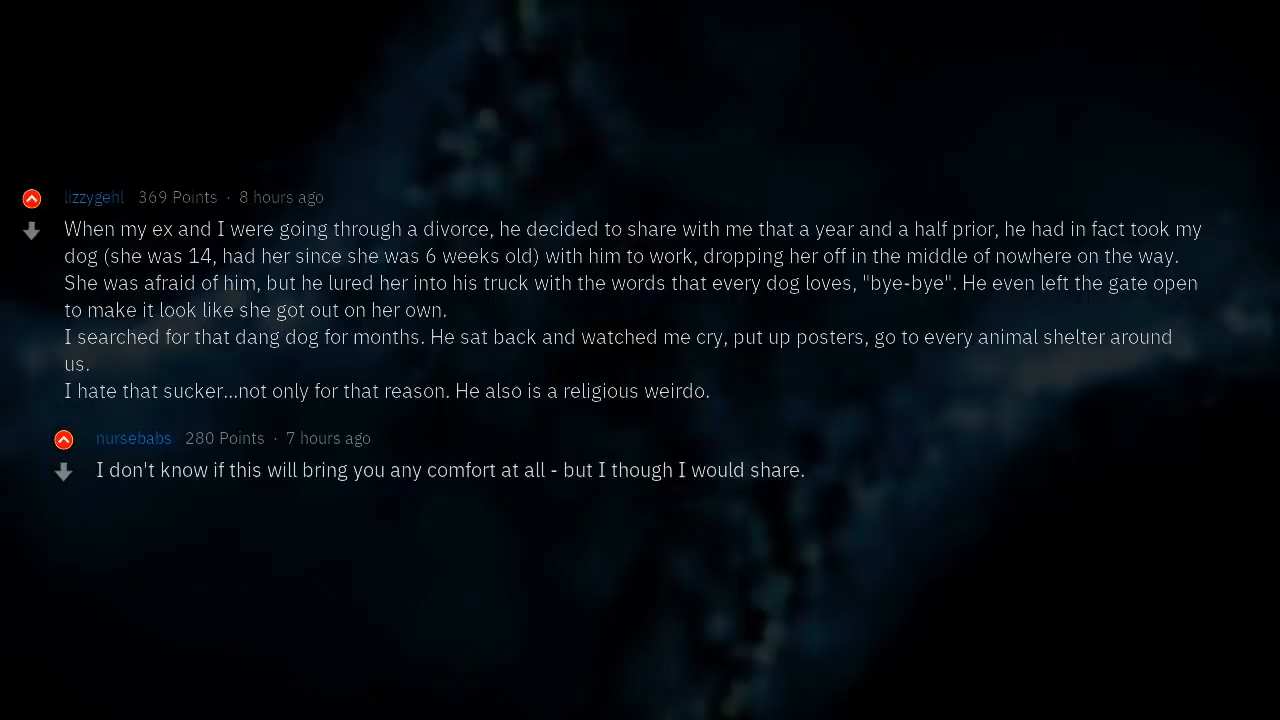 lizzygehl 369 Points · 8 hours ago
When my ex and I were going through a divorce, he decided to share with me that a year and a half prior, he had in fact took my
dog (she was 14, had her since she was 6 weeks old) with him to work, dropping her off in the middle of nowhere on the way.
She was afraid of him, but he lured her into his truck with the words that every dog loves, "bye-bye". He even left the gate open
to make it look like she got out on her own.
I searched for that dang dog for months. He sat back and watched me cry, put up posters, go to every animal shelter around
us.
I hate that sucker...not only for that reason. He also is a religious weirdo.
nursebabs 280 Points · 7 hours ago
I don't know if this will bring you any comfort at all - but I though I would share.